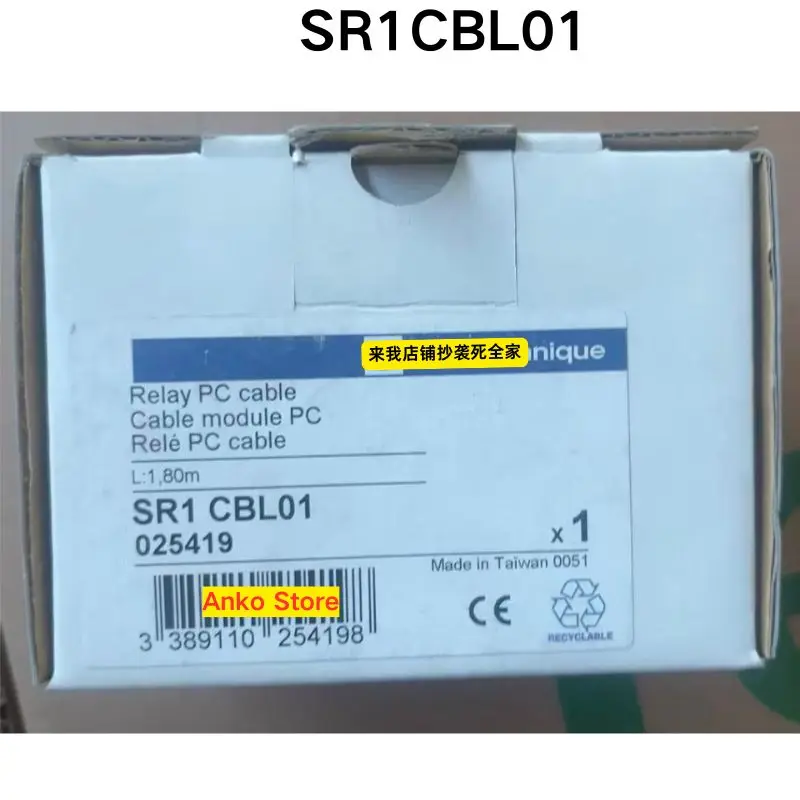 SR1CBL01
来我店铺抄袭死全家
nique
Relay PC cable
Cable module PC
Relé PC cable
L:1,80m
SR1 CBL01
025419
x 1
Made in Taiwan 0051
Anko Store
3 389110 254198
CE
RECYCLABLE